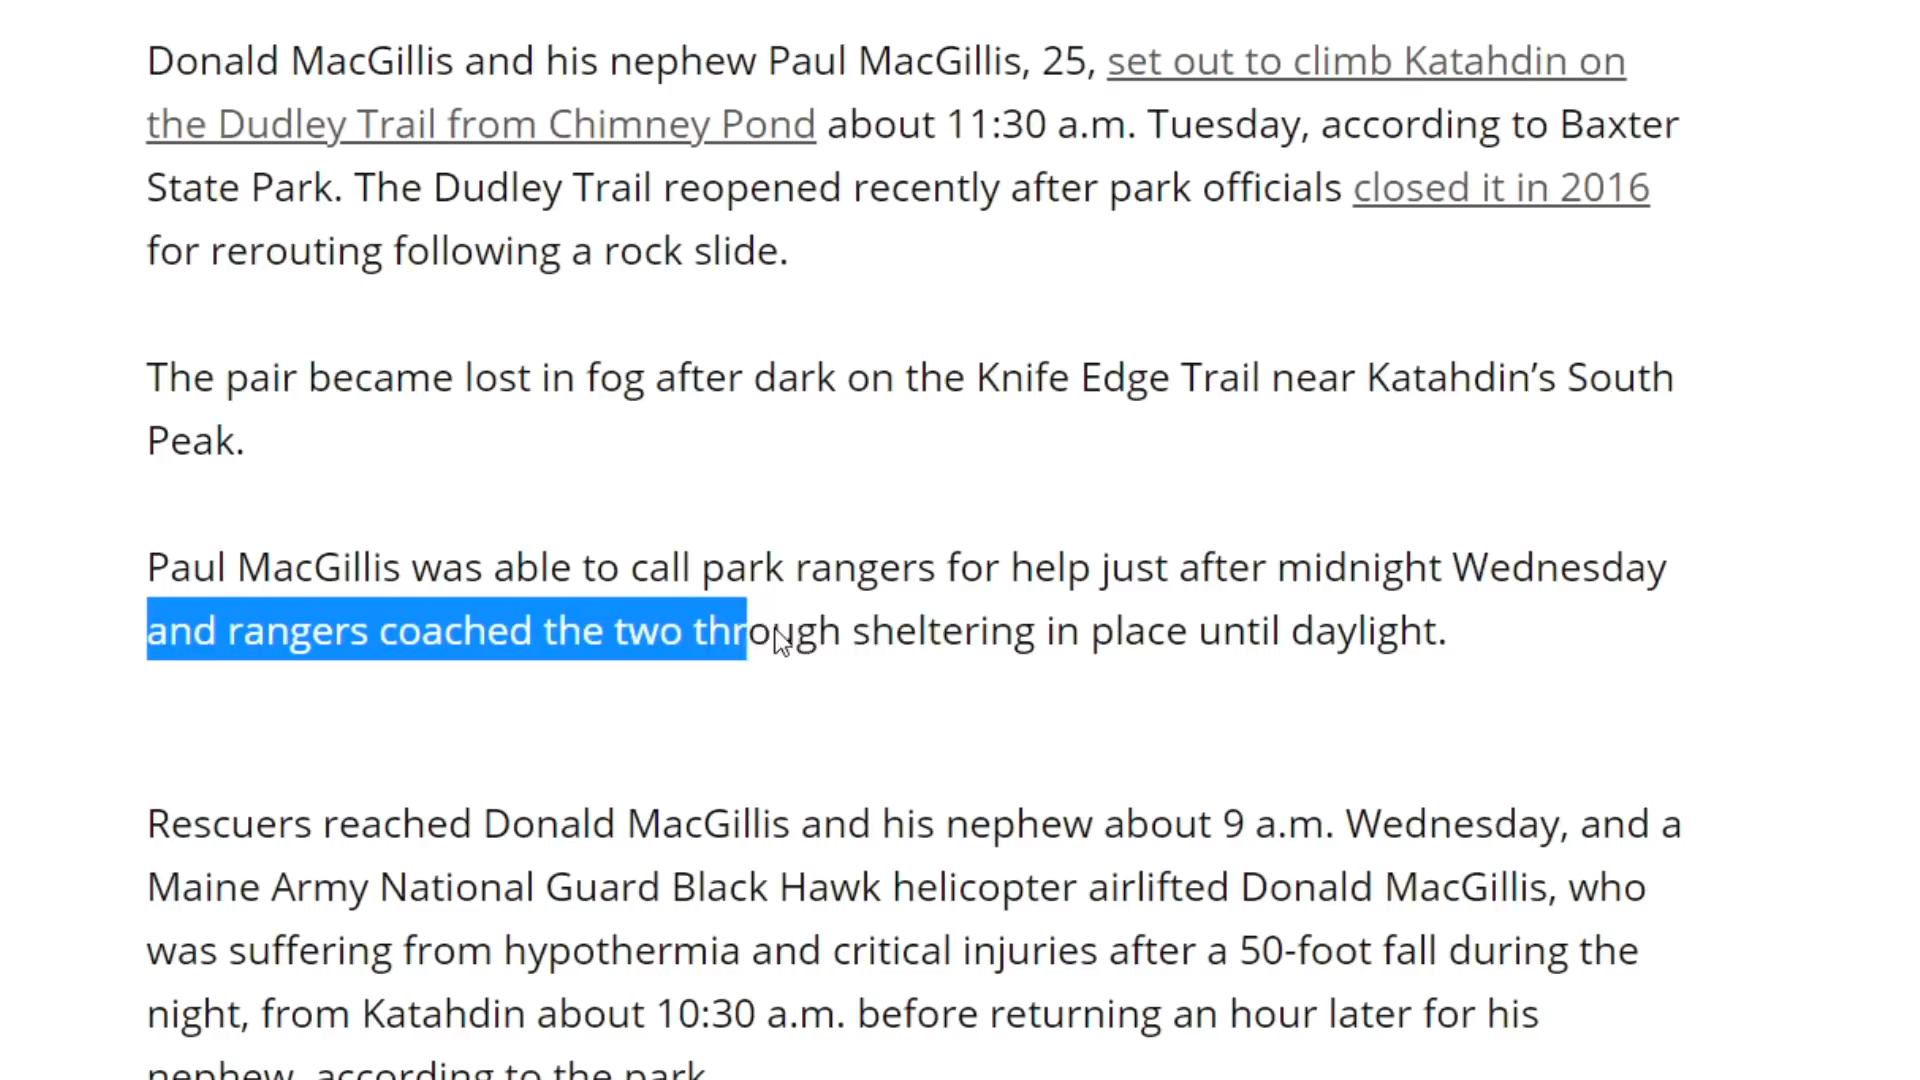 Donald MacGillis and his nephew Paul MacGillis, 25, set out to climb Katahdin on
the Dudley Trail from Chimney Pond about 11:30 a.m. Tuesday, according to Baxter
State Park. The Dudley Trail reopened recently after park officials closed it in 2016
for rerouting following a rock slide.
The pair became lost in fog after dark on the Knife Edge Trail near Katahdin’s South
Peak.
Paul MacGillis was able to call park rangers for help just after midnight Wednesday
and rangers coached the two through sheltering in place until daylight.
Rescuers reached Donald MacGillis and his nephew about 9 a.m. Wednesday, and a
Maine Army National Guard Black Hawk helicopter airlifted Donald MacGillis, who
was suffering from hypothermia and critical injuries after a 50-foot fall during the
night, from Katahdin about 10:30 a.m. before returning an hour later for his
nephew, according to the park.